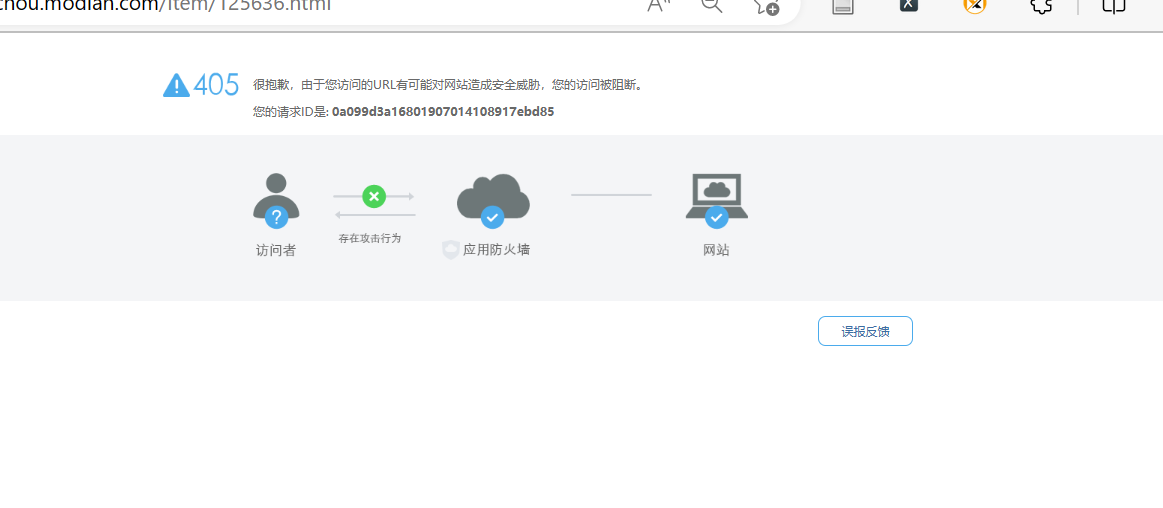 chou.modian.com/item/125636.html
405
很抱歉，由于您访问的URL有可能对网站造成安全威胁，您的访问被阻断。
您的请求ID是: 0a099d3a16801907014108917ebd85
存在攻击行为
访问者
应用防火墙
网站
误报反馈